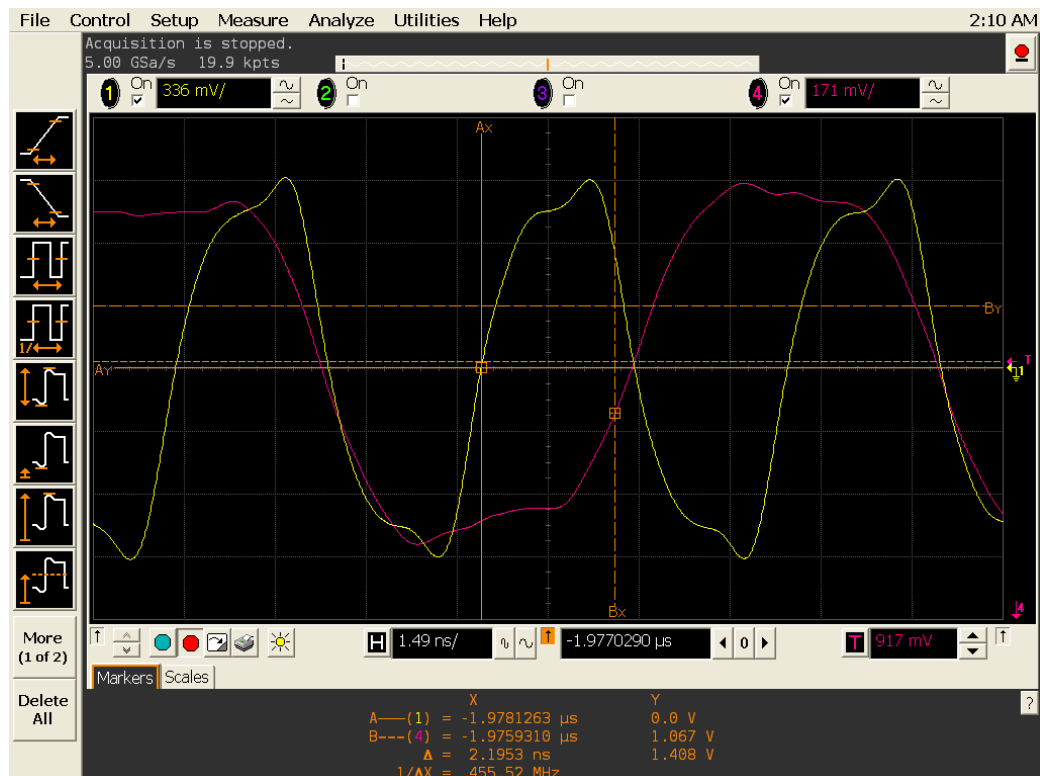 File Control Setup Measure Analyze Utilities Help 2:10 AM
Acquisition is stopped.
5.00 GSa/s 19.9 kpts
1 On 336 mV/ 2 On 3 On 4 On 171 mV/
Ax
By
Ay
T
1
Bx
4
1/
More
(1 of 2)
Delete
All
H 1.49 ns/ -1.9770290 µs 0 T 917 mV
Markers Scales
?
X Y
A——(1) = -1.9781263 µs 0.0 V
B---(4) = -1.9759310 µs 1.067 V
Δ = 2.1953 ns 1.408 V
1/ΔX = 455.52 MHz